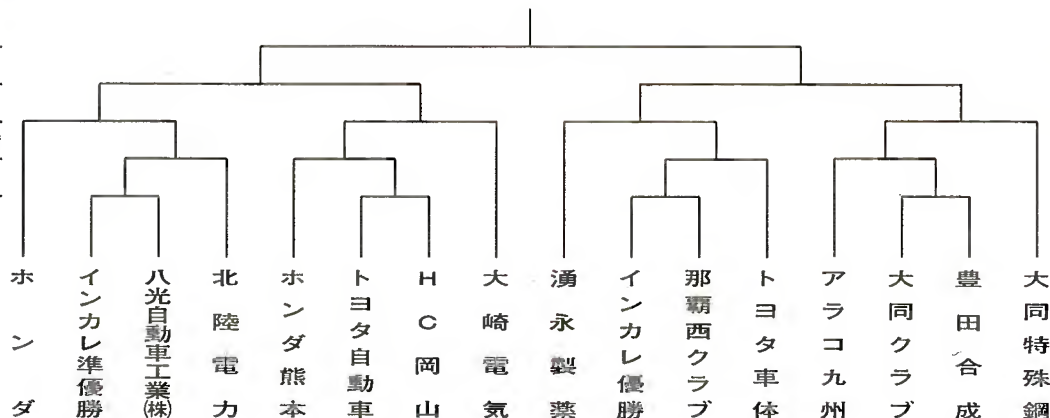 ホンダ
インカレ準優勝
八光自動車工業㈱
北陸電力
ホンダ熊本
トヨタ自動車
HC岡山
大崎電気
湧永製薬
インカレ優勝
那覇西クラブ
トヨタ車体
アラコ九州
大同クラブ
豊田合成
大同特殊鋼